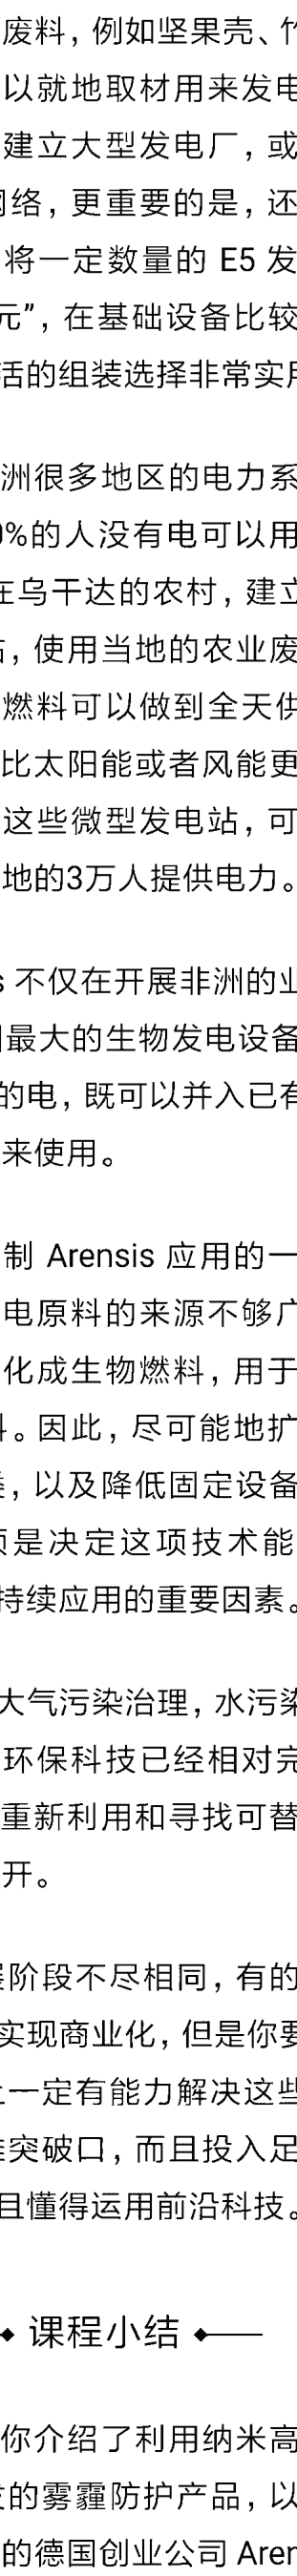 废料，例如坚果壳、竹
以就地取材用来发电
建立大型发电厂，或
网络，更重要的是，还
将一定数量的 E5 发
元”，在基础设备比较
活的组装选择非常实用
洲很多地区的电力系
0%的人没有电可以用
在乌干达的农村，建立
站，使用当地的农业废
燃料可以做到全天供
比太阳能或者风能更
这些微型发电站，可
地的3万人提供电力。
s 不仅在开展非洲的业
最大的生物发电设备
的电，既可以并入已有
来使用。
制 Arensis 应用的一
电原料的来源不够广
化成生物燃料，用于
料。因此，尽可能地扩
类，以及降低固定设备
须是决定这项技术能
持续应用的重要因素。
大气污染治理，水污染
环保科技已经相对完
重新利用和寻找可替
开。
展阶段不尽相同，有的
实现商业化，但是你要
上一定有能力解决这些
准突破口，而且投入足
且懂得运用前沿科技。
课程小结
你介绍了利用纳米高
发的雾霾防护产品，以
的德国创业公司 Aren